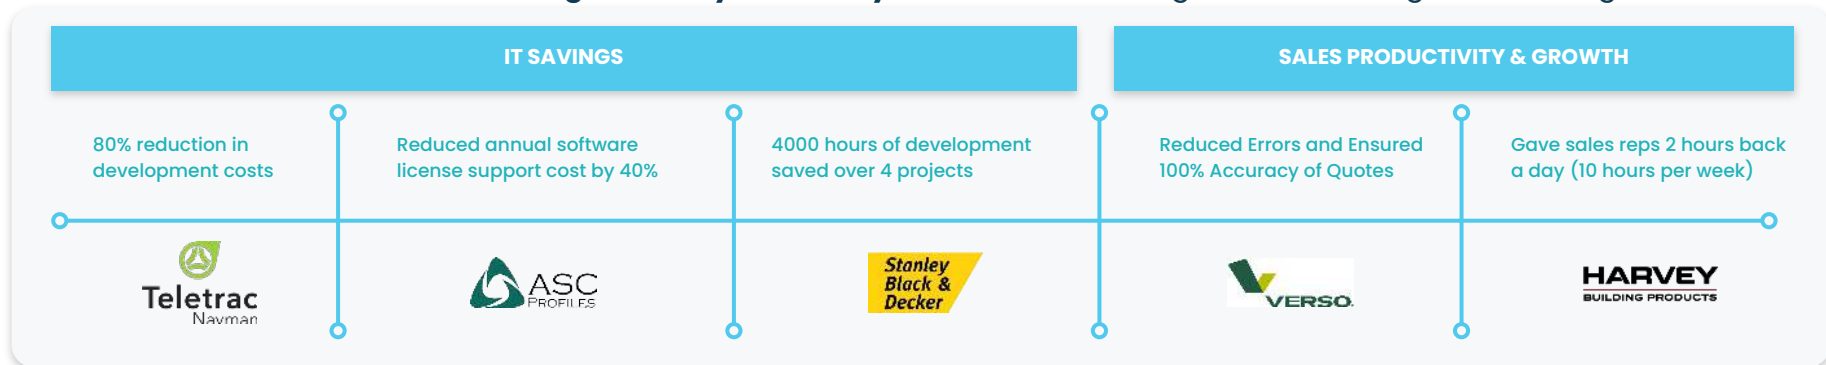 IT SAVINGS
SALES PRODUCTIVITY & GROWTH
80% reduction in
development costs
Reduced annual software
license support cost by 40%
4000 hours of development
saved over 4 projects
Reduced Errors and Ensured
100% Accuracy of Quotes
Gave sales reps 2 hours back
a day (10 hours per week)
Teletrac
Navman
ASC
PROFILES
Stanley
Black &
Decker
VERSO.
HARVEY
BUILDING PRODUCTS